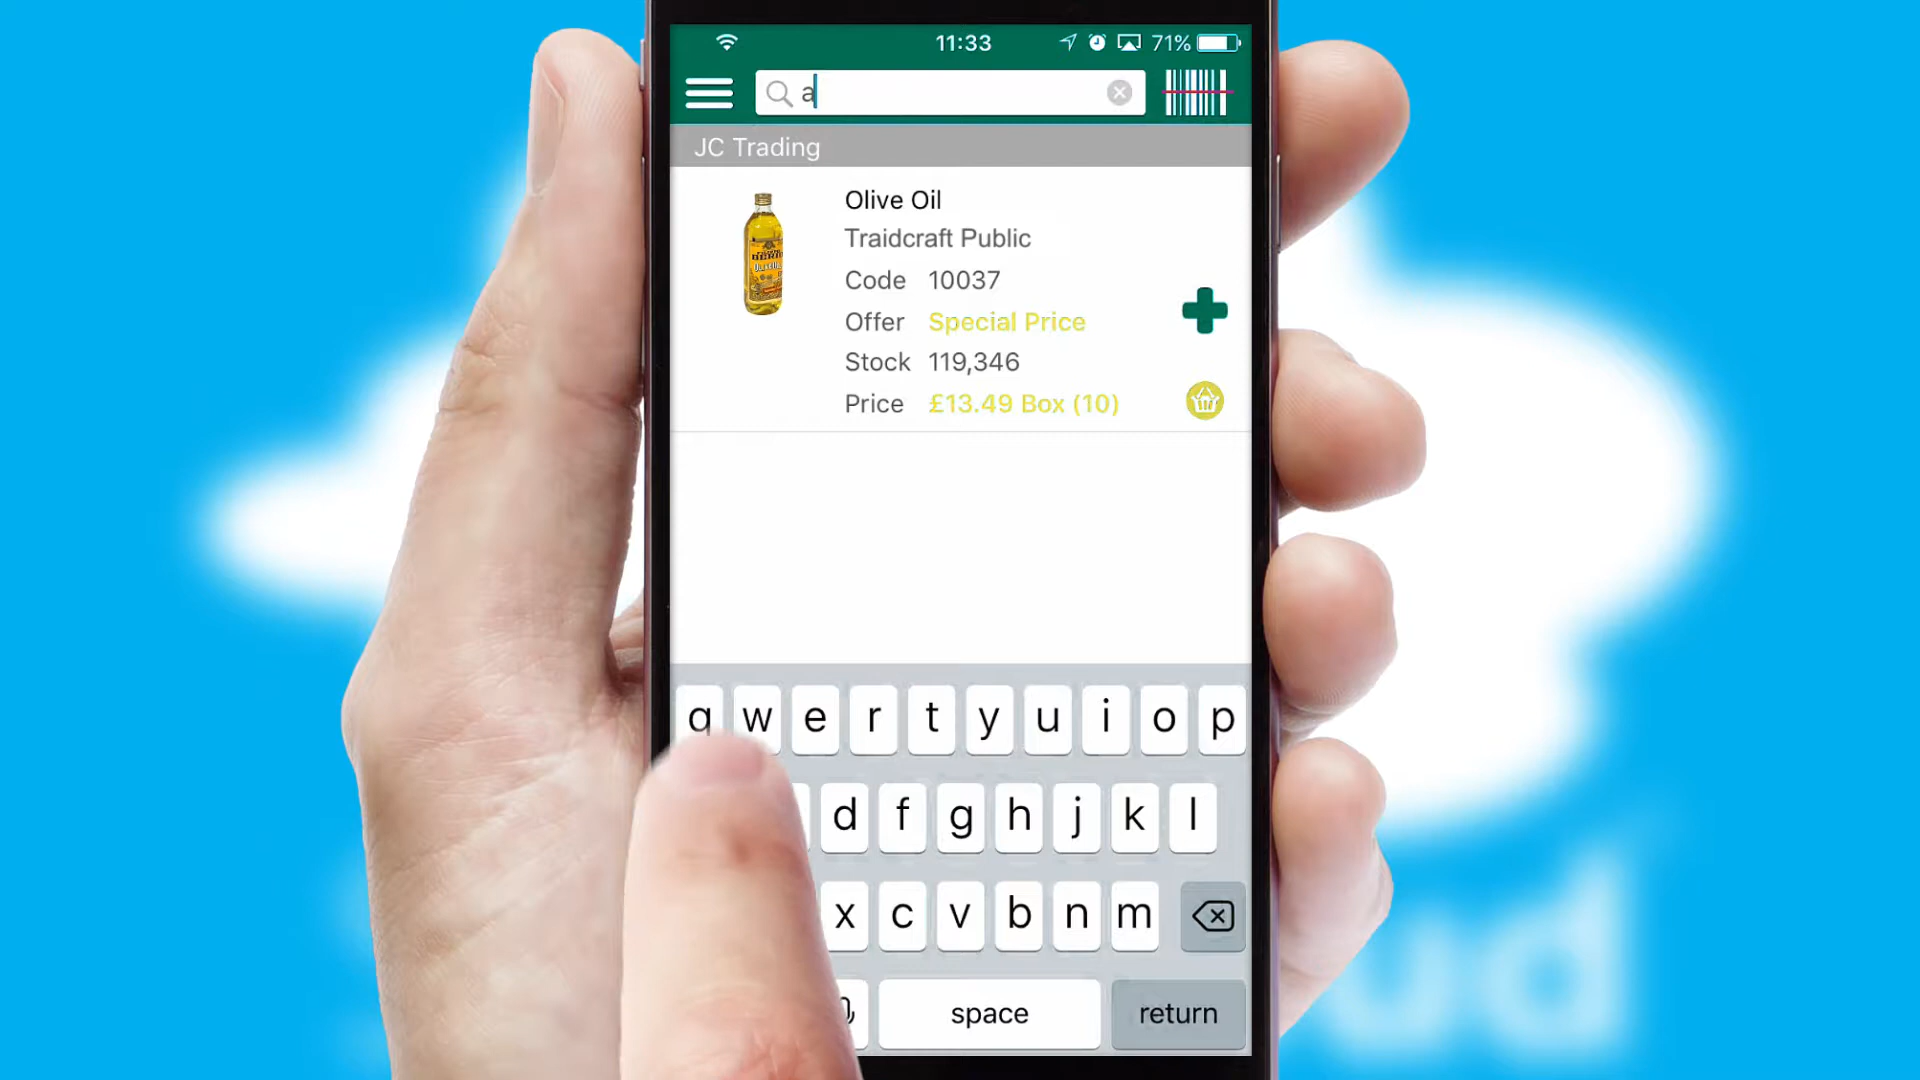 11:33
71%
a
JC Trading
Olive Oil
Traidcraft Public
Code 10037
Offer Special Price
Stock 119,346
Price £13.49 Box (10)
q w e r t y u i o p
d f g h j k l
x c v b n m
space return
ud